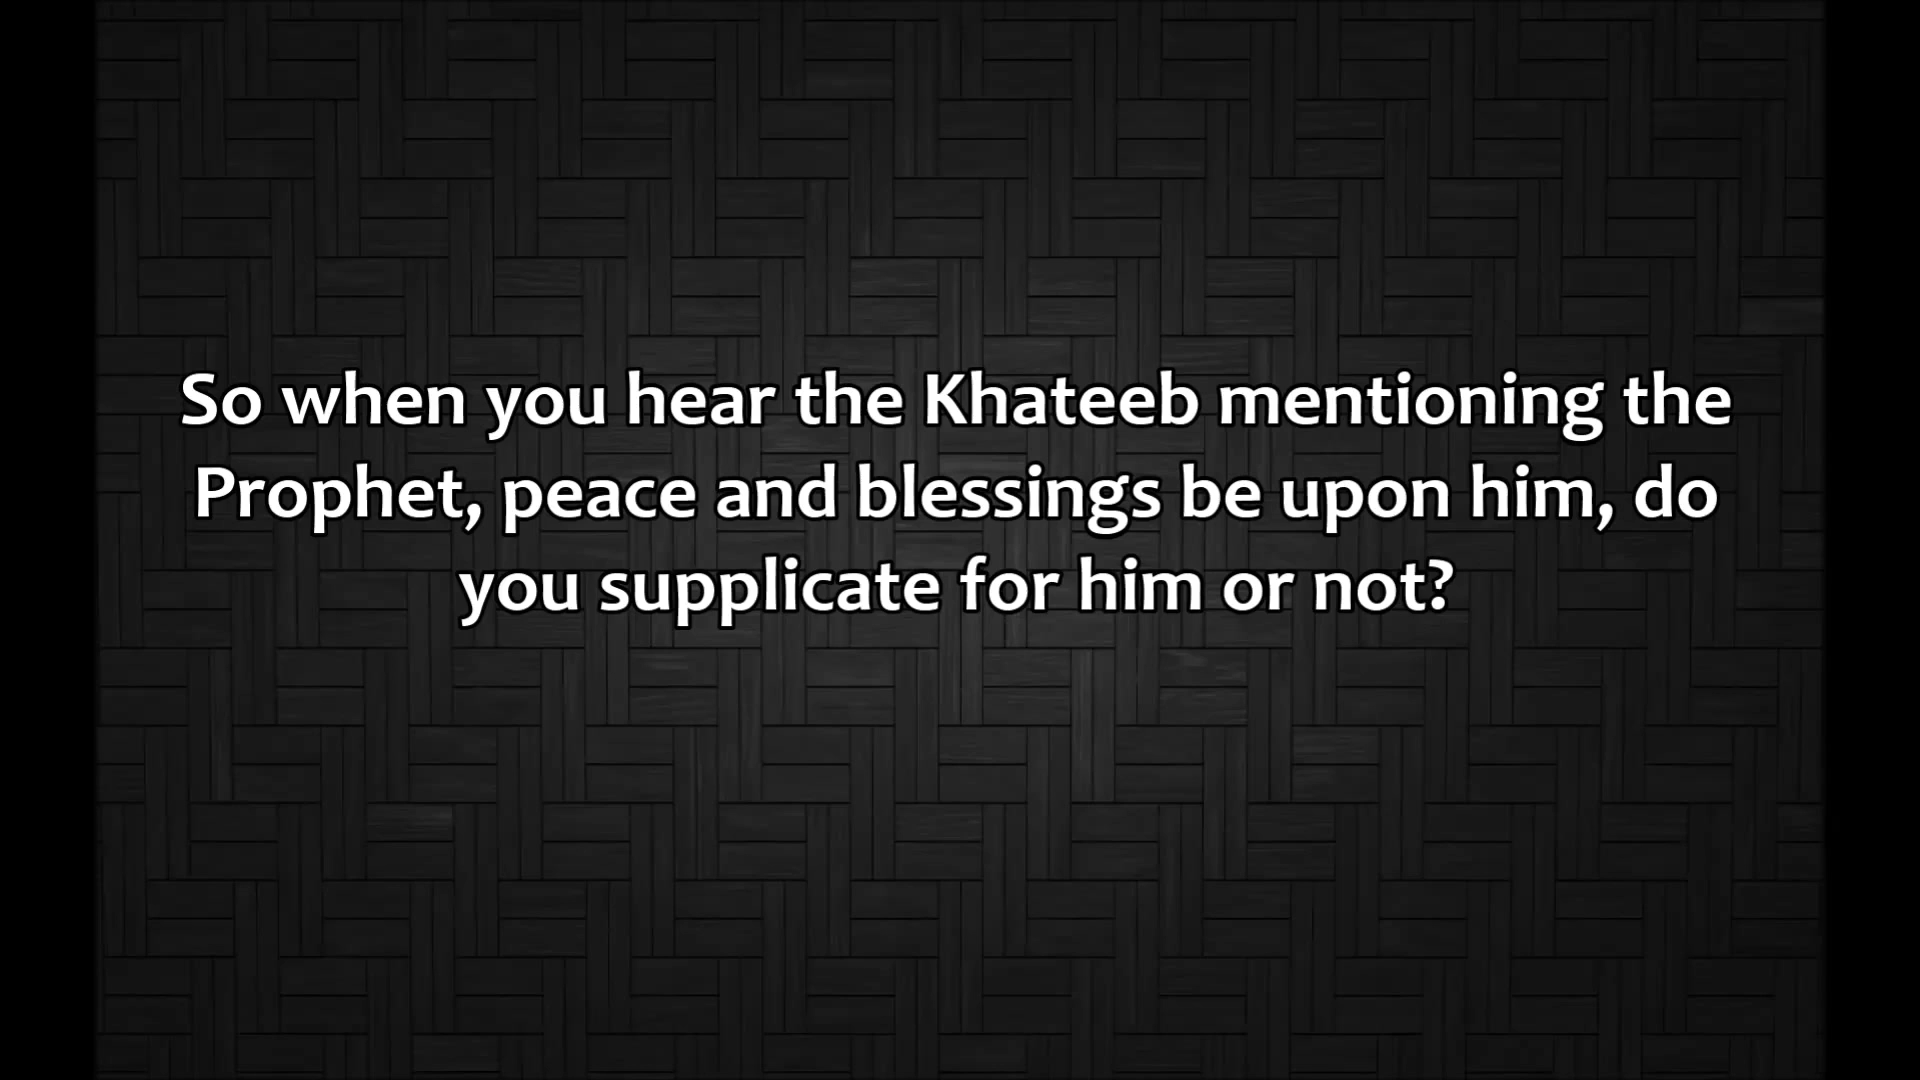 So when you hear the Khateeb mentioning the
Prophet, peace and blessings be upon him, do
you supplicate for him or not?